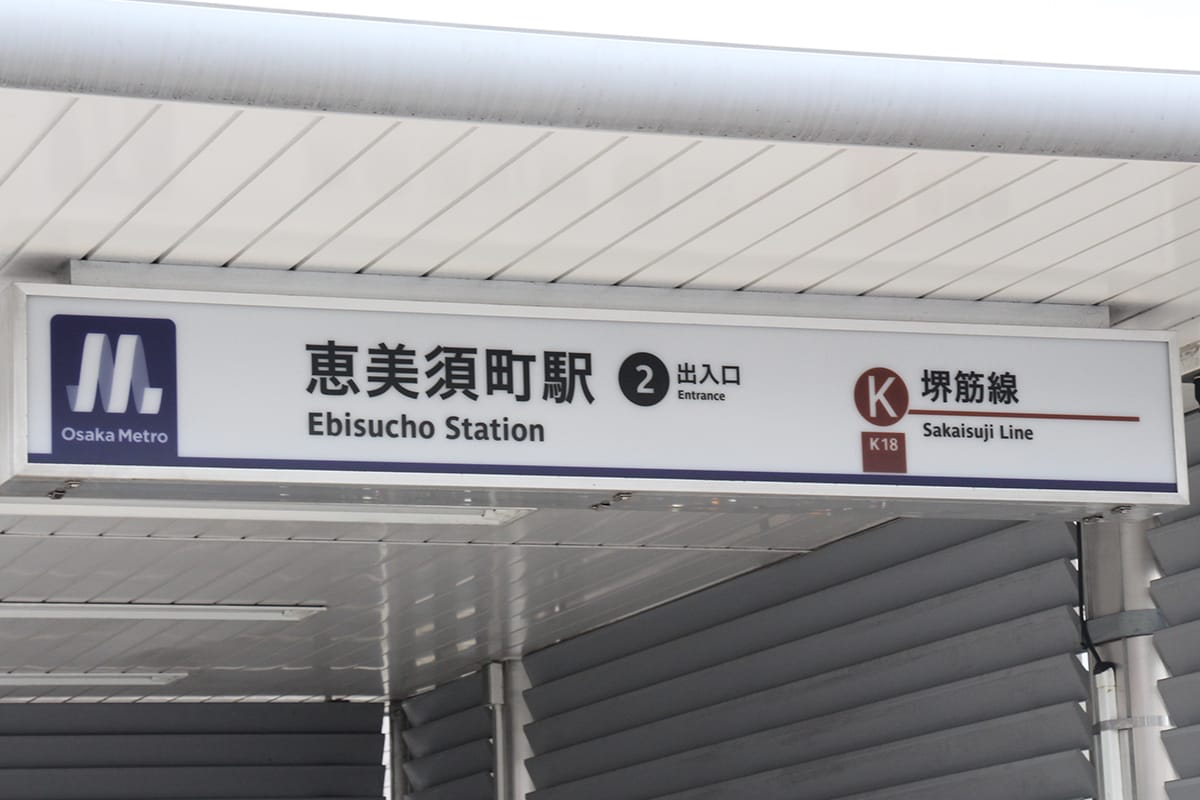 Osaka Metro
恵美須町駅
Ebisucho Station
2
出入口
Entrance
K
K18
堺筋線
Sakaisuji Line